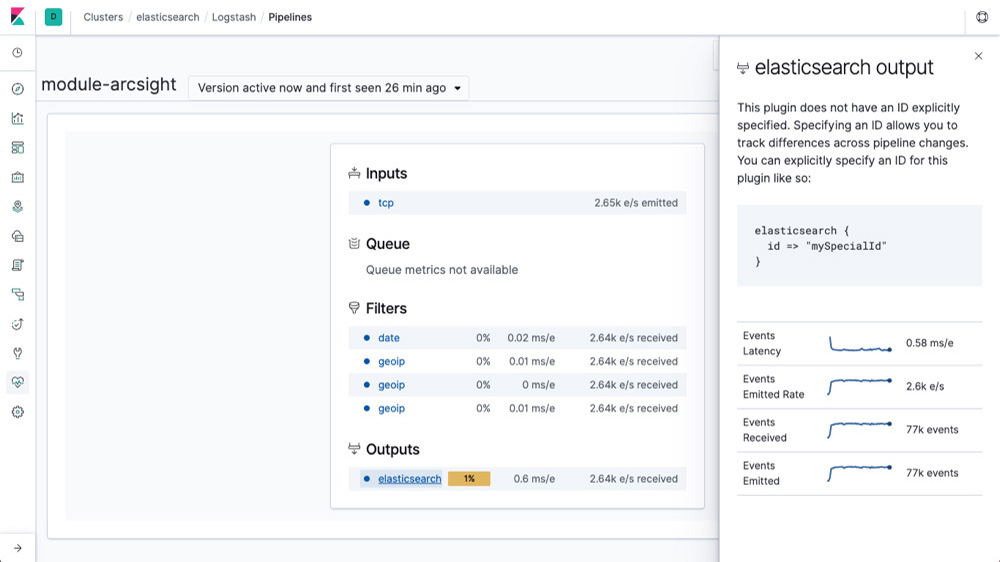 D Clusters / elasticsearch / Logstash / Pipelines
module-arcsight Version active now and first seen 26 min ago
Inputs
tcp 2.65k e/s emitted
Queue
Queue metrics not available
Filters
date 0% 0.02 ms/e 2.64k e/s received
geoip 0% 0.01 ms/e 2.64k e/s received
geoip 0% 0 ms/e 2.64k e/s received
geoip 0% 0.01 ms/e 2.64k e/s received
Outputs
elasticsearch 1% 0.6 ms/e 2.64k e/s received
elasticsearch output
This plugin does not have an ID explicitly
specified. Specifying an ID allows you to
track differences across pipeline changes.
You can explicitly specify an ID for this
plugin like so:
elasticsearch {
id => "mySpecialId"
}
Events
Latency
0.58 ms/e
Events
Emitted Rate
2.6k e/s
Events
Received
77k events
Events
Emitted
77k events